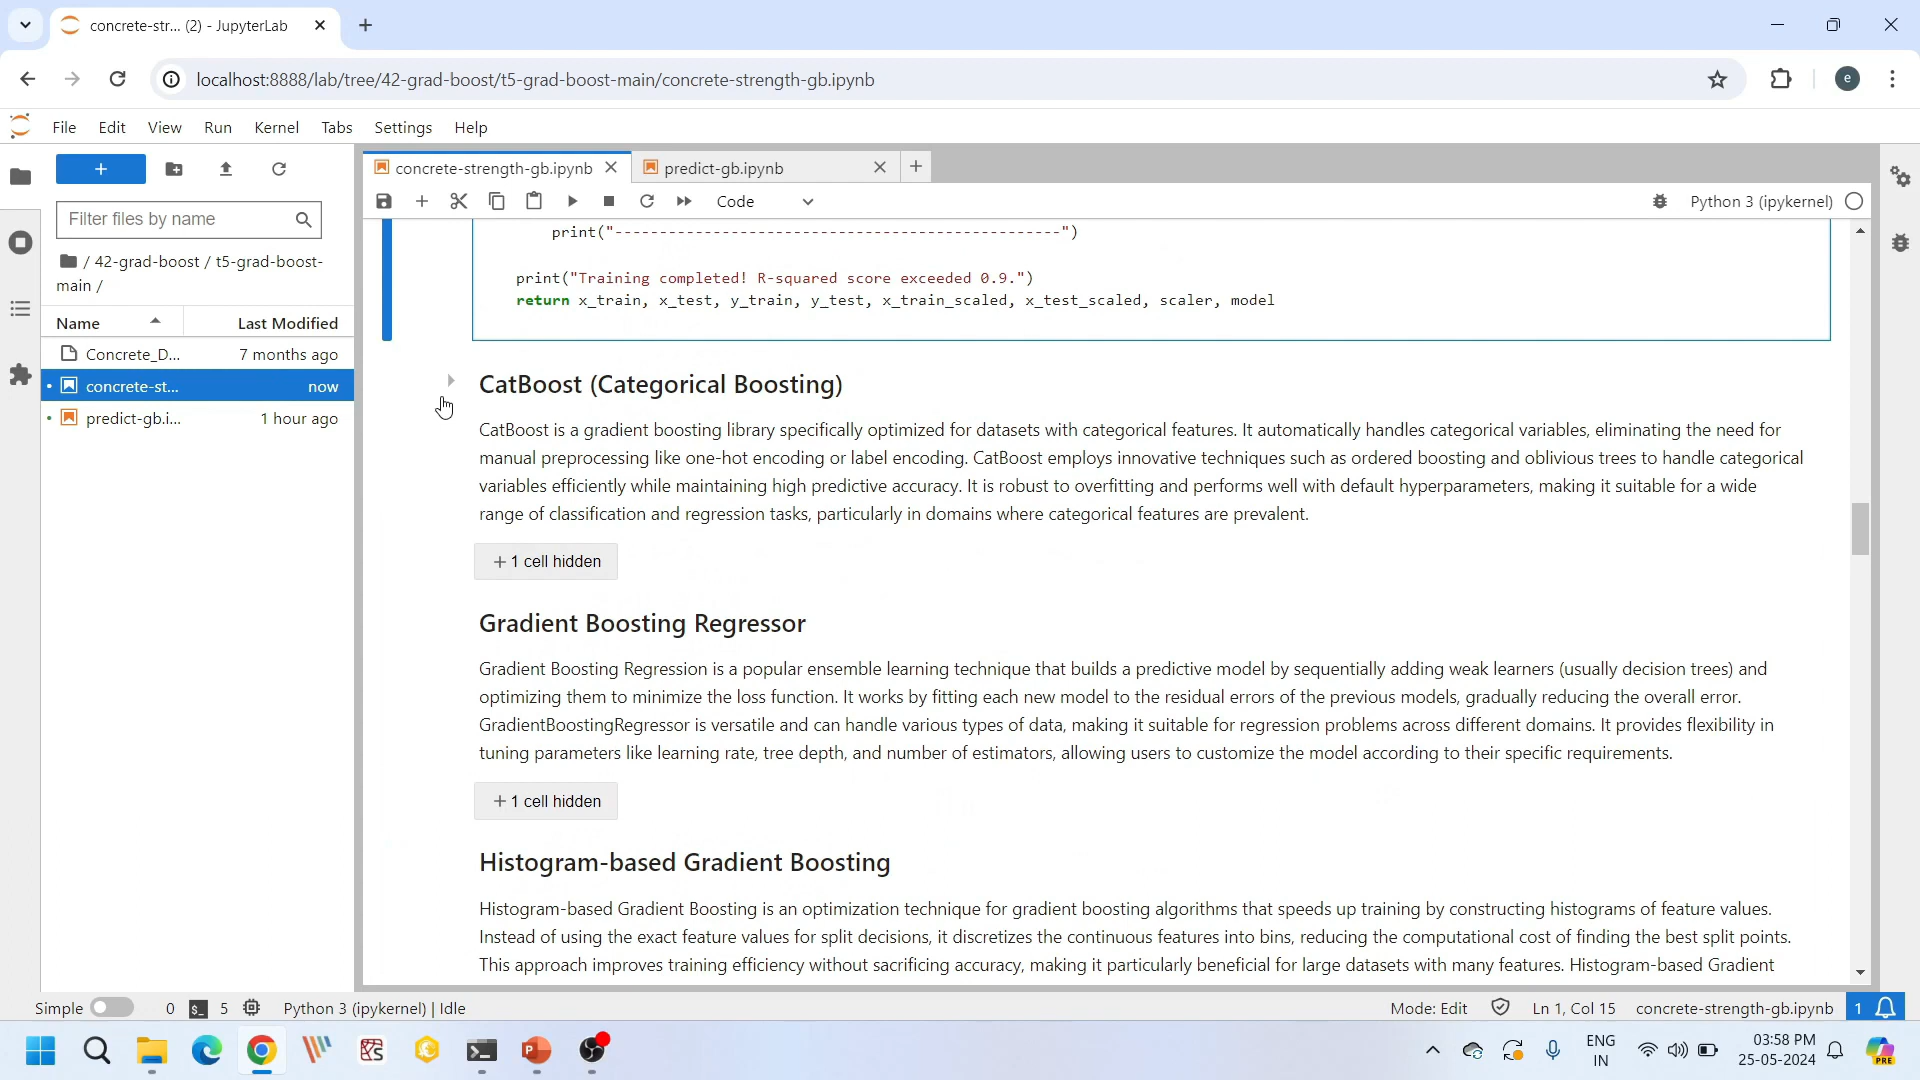 concrete-str... (2) - JupyterLab
localhost:8888/lab/tree/42-grad-boost/t5-grad-boost-main/concrete-strength-gb.ipynb
e
File Edit View Run Kernel Tabs Settings Help
concrete-strength-gb.ipynb
predict-gb.ipynb
Code
Python 3 (ipykernel)
Filter files by name
/ 42-grad-boost / t5-grad-boost-
main /
Name Last Modified
Concrete_D... 7 months ago
concrete-st... now
predict-gb.i... 1 hour ago
print("--------------------------------------------------")
print("Training completed! R-squared score exceeded 0.9.")
return x_train, x_test, y_train, y_test, x_train_scaled, x_test_scaled, scaler, model
CatBoost (Categorical Boosting)
CatBoost is a gradient boosting library specifically optimized for datasets with categorical features. It automatically handles categorical variables, eliminating the need for
manual preprocessing like one-hot encoding or label encoding. CatBoost employs innovative techniques such as ordered boosting and oblivious trees to handle categorical
variables efficiently while maintaining high predictive accuracy. It is robust to overfitting and performs well with default hyperparameters, making it suitable for a wide
range of classification and regression tasks, particularly in domains where categorical features are prevalent.
+ 1 cell hidden
Gradient Boosting Regressor
Gradient Boosting Regression is a popular ensemble learning technique that builds a predictive model by sequentially adding weak learners (usually decision trees) and
optimizing them to minimize the loss function. It works by fitting each new model to the residual errors of the previous models, gradually reducing the overall error.
GradientBoostingRegressor is versatile and can handle various types of data, making it suitable for regression problems across different domains. It provides flexibility in
tuning parameters like learning rate, tree depth, and number of estimators, allowing users to customize the model according to their specific requirements.
+ 1 cell hidden
Histogram-based Gradient Boosting
Histogram-based Gradient Boosting is an optimization technique for gradient boosting algorithms that speeds up training by constructing histograms of feature values.
Instead of using the exact feature values for split decisions, it discretizes the continuous features into bins, reducing the computational cost of finding the best split points.
This approach improves training efficiency without sacrificing accuracy, making it particularly beneficial for large datasets with many features. Histogram-based Gradient
Simple 0 $_ 5 Python 3 (ipykernel) | Idle
Mode: Edit Ln 1, Col 15 concrete-strength-gb.ipynb 1
ENG
IN
03:58 PM
25-05-2024
PRE